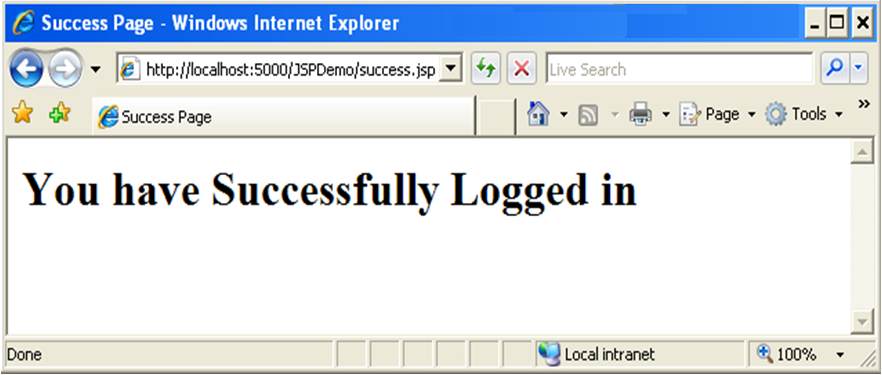 Success Page - Windows Internet Explorer
http://localhost:5000/JSPDemo/success.jsp
Live Search
Success Page
Page
Tools
You have Successfully Logged in
Done
Local intranet
100%